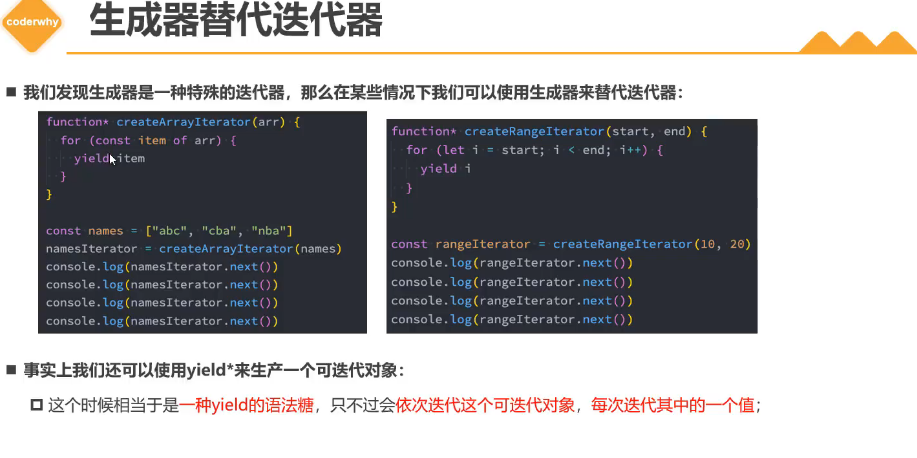 coderwhy
生成器替代迭代器
■ 我们发现生成器是一种特殊的迭代器，那么在某些情况下我们可以使用生成器来替代迭代器：
function* createArrayIterator(arr) {
  for (const item of arr) {
    yield item
  }
}
const names = ["abc", "cba", "nba"]
namesIterator = createArrayIterator(names)
console.log(namesIterator.next())
console.log(namesIterator.next())
console.log(namesIterator.next())
console.log(namesIterator.next())
function* createRangeIterator(start, end) {
  for (let i = start; i < end; i++) {
    yield i
  }
}
const rangeIterator = createRangeIterator(10, 20)
console.log(rangeIterator.next())
console.log(rangeIterator.next())
console.log(rangeIterator.next())
console.log(rangeIterator.next())
■ 事实上我们还可以使用yield*来生产一个可迭代对象：
这个时候相当于是一种yield的语法糖，只不过会依次迭代这个可迭代对象，每次迭代其中的一个值；